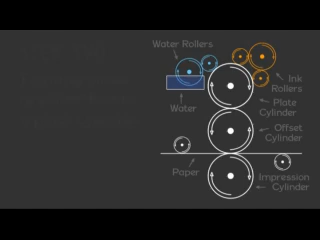 Water Rollers
Ink
Rollers
Water
Plate
Cylinder
Offset
Cylinder
Paper
Impression
Cylinder